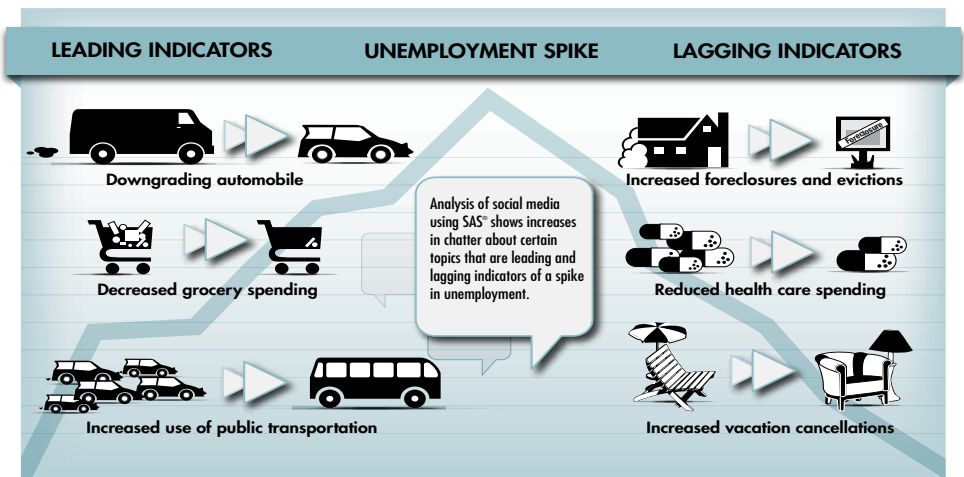 LEADING INDICATORS
UNEMPLOYMENT SPIKE
LAGGING INDICATORS
Downgrading automobile
Decreased grocery spending
Increased use of public transportation
Analysis of social media
using SAS® shows increases
in chatter about certain
topics that are leading and
lagging indicators of a spike
in unemployment.
Foreclosure
Increased foreclosures and evictions
Reduced health care spending
Increased vacation cancellations